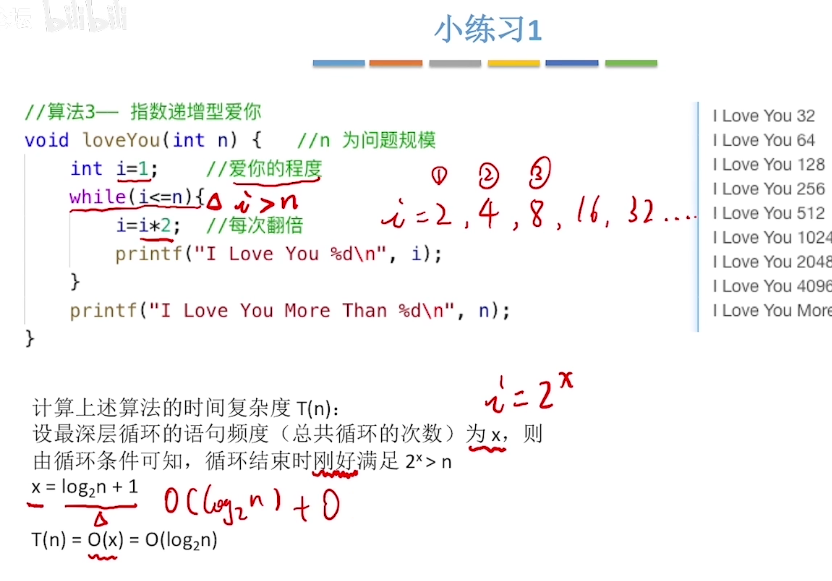 bilibili
小练习1
//算法3—— 指数递增型爱你
void loveYou(int n) {    //n 为问题规模
int i=1;    //爱你的程度
while(i<=n){ i>n
i=i*2;  //每次翻倍
printf("I Love You %d\n", i);
}
printf("I Love You More Than %d\n", n);
}
① ② ③
i=2, 4, 8, 16, 32 ....
I Love You 32
I Love You 64
I Love You 128
I Love You 256
I Love You 512
I Love You 1024
I Love You 2048
I Love You 4096
I Love You More
i=2ˣ
计算上述算法的时间复杂度 T(n):
设最深层循环的语句频度（总共循环的次数）为 x，则
由循环条件可知，循环结束时刚好满足 2ˣ > n
x = log₂n + 1 O(log₂n)+O
T(n) = O(x) = O(log₂n)